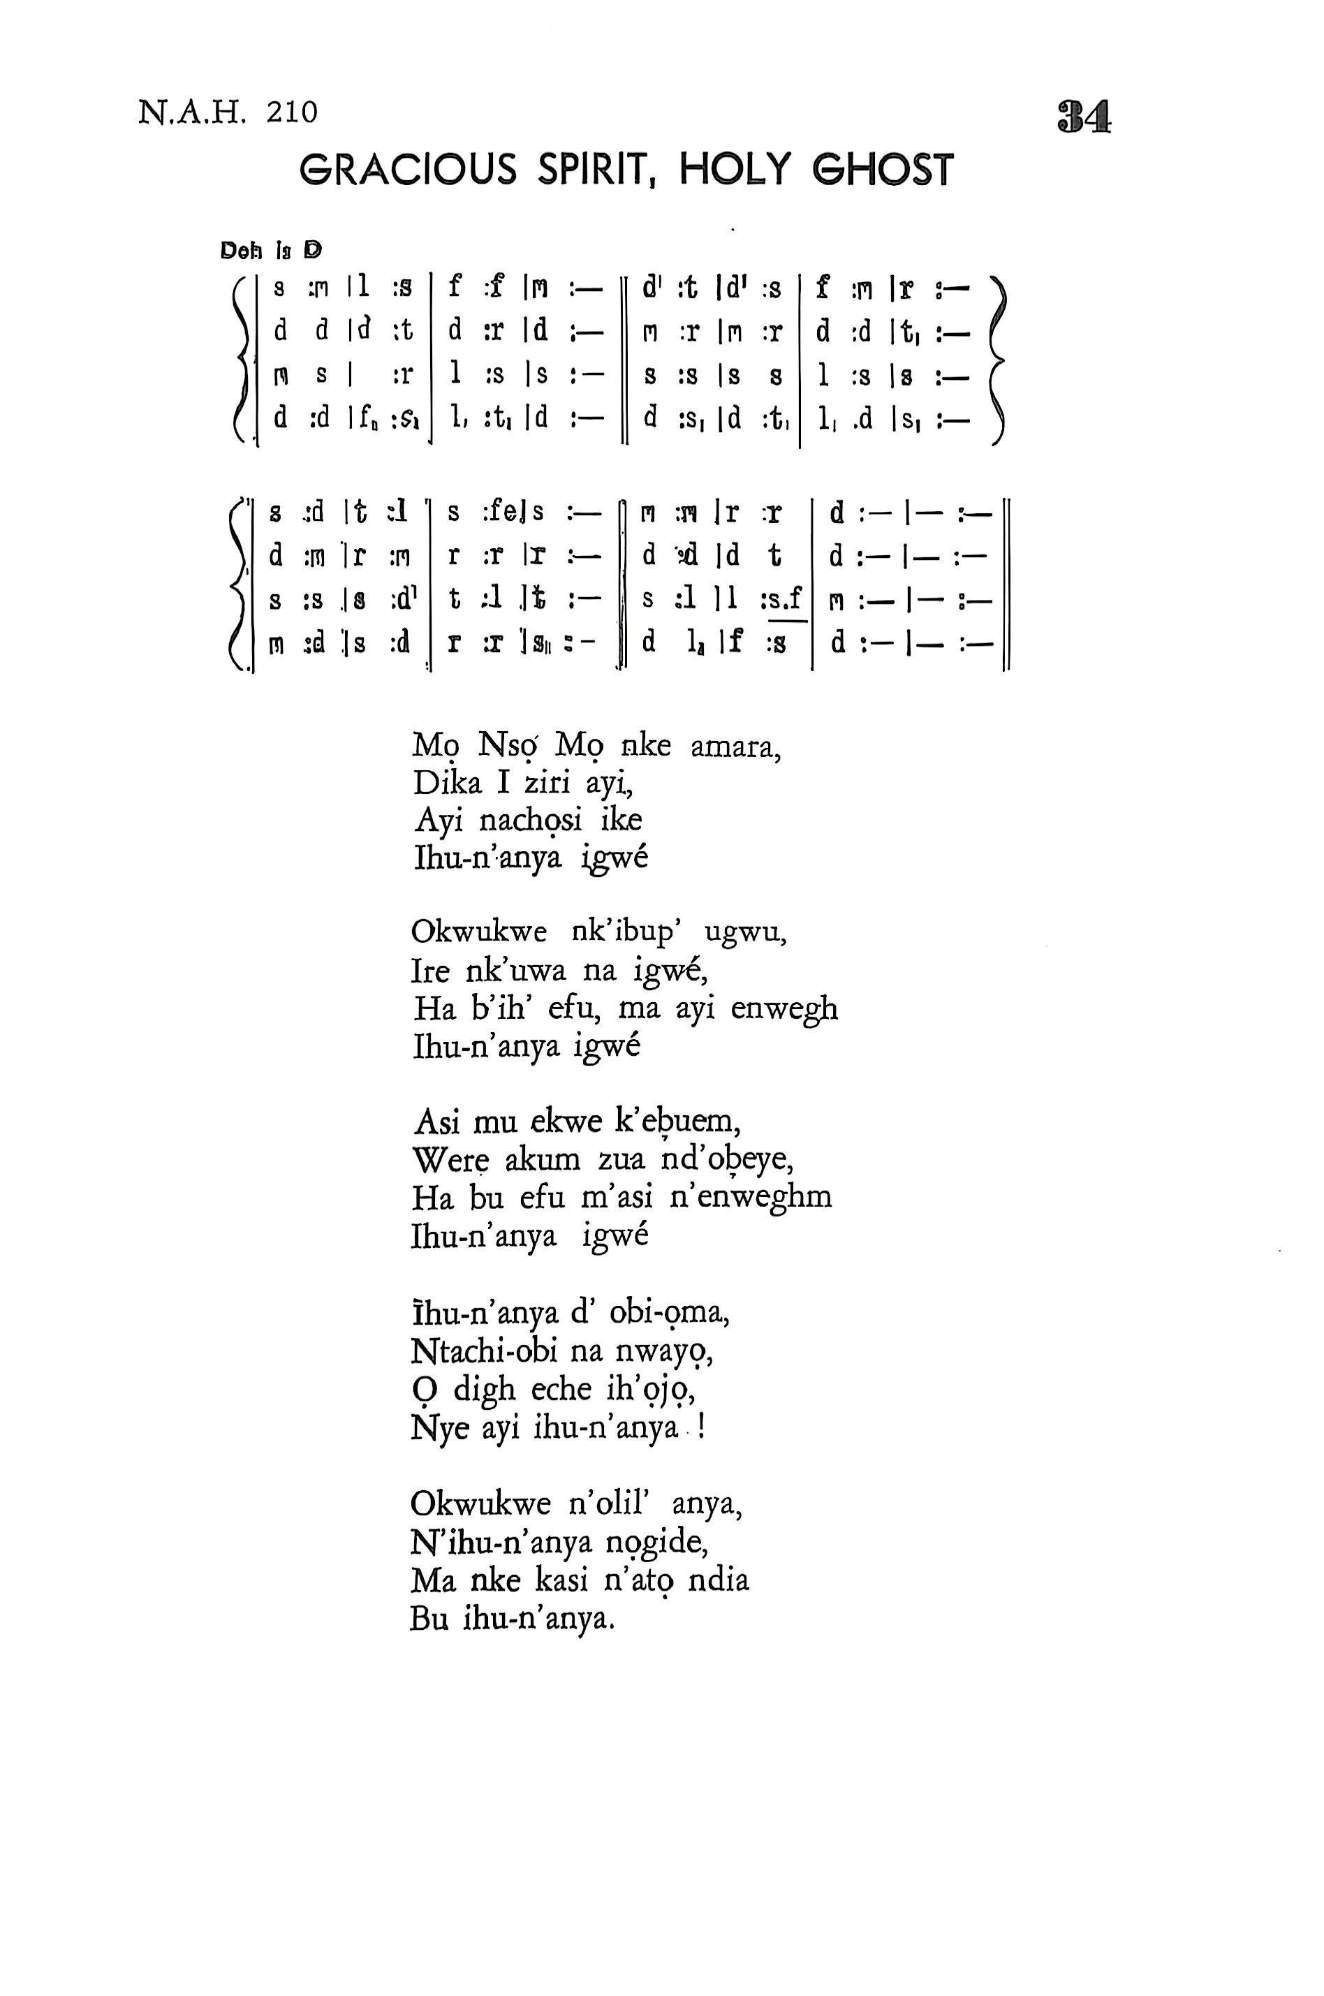 N.A.H. 210
34
GRACIOUS SPIRIT, HOLY GHOST
Doh is D
s :m |l :s | f :f |m :— || d' :t |d' :s | f :m |r :—
d d |d :t | d :r |d :— || m :r |m :r | d :d |t, :—
m s | :r | l :s |s :— || s :s |s s | l :s |s :—
d :d |f, :s, | l, :t, |d :— || d :s, |d :t, | l, .d |s, :—
s :d |t :l | s :fe|s :— || m :m |r :r | d :— |— :—
d :m |r :m | r :r |r :— || d :d |d t | d :— |— :—
s :s |s :d' | t :l |t :— || s :l |l :s.f | m :— |— :—
m :d |s :d | r :r |s,, :— || d l, |f :s | d :— |— :—
Mọ Nsọ́ Mọ nke amara,
Dika I ziri ayi,
Ayi nachọsi ike
Ihu-n'anya igwé
Okwukwe nk'ibup' ugwu,
Ire nk'uwa na igwé,
Ha b'ih' efu, ma ayi enwegh
Ihu-n'anya igwé
Asi mu ekwe k'ebuem,
Were akum zua nd'obeye,
Ha bu efu m'asi n'enweghm
Ihu-n'anya igwé
Ihu-n'anya d' obi-ọma,
Ntachi-obi na nwayọ,
Ọ digh eche ih'ọjọ,
Nye ayi ihu-n'anya !
Okwukwe n'olil' anya,
N'ihu-n'anya nọgide,
Ma nke kasi n'atọ ndia
Bu ihu-n'anya.